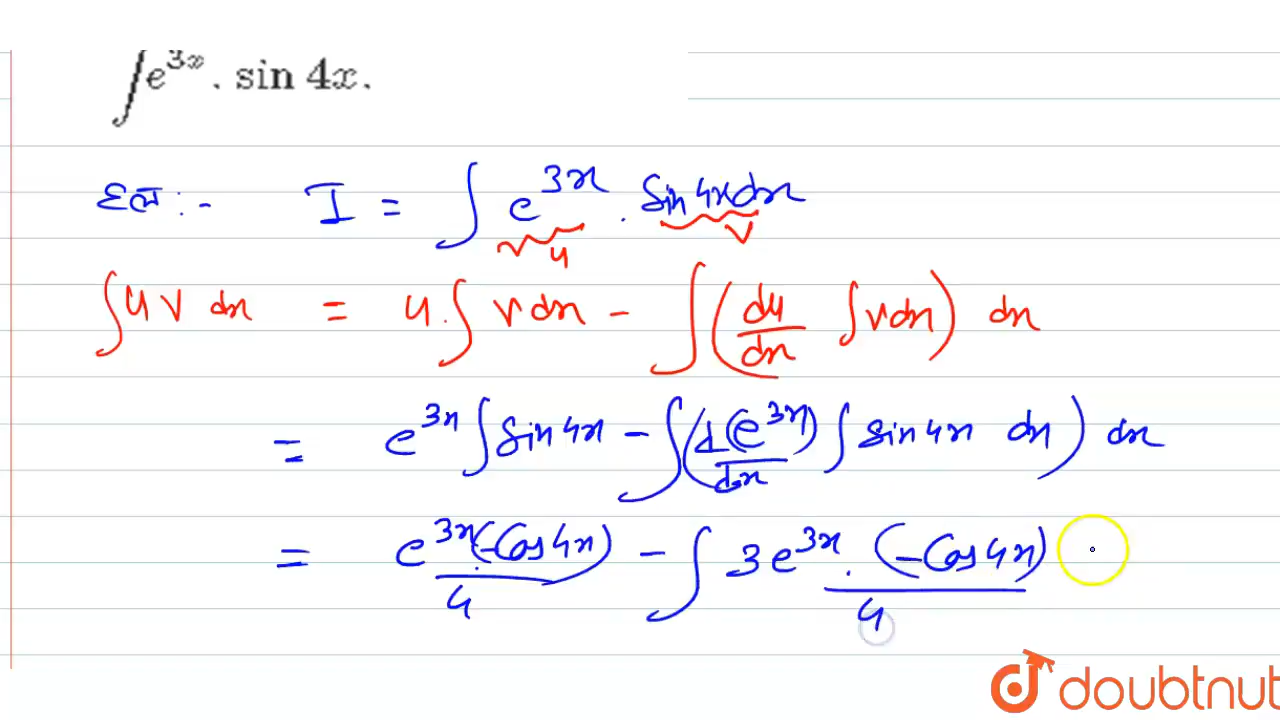 ∫e^{3x} . sin 4x.
हल :- I = ∫ e^{3x} . Sin 4x dx
u v
∫ u v dx = u . ∫ v dx - ∫ ( du/dx ∫ v dx ) dx
= e^{3x} ∫ Sin 4x - ∫ ( d(e^{3x})/dx ∫ Sin 4x dx ) dx
= e^{3x} (-Cos 4x)/4 - ∫ 3e^{3x} . (-Cos 4x)/4
doubtnut